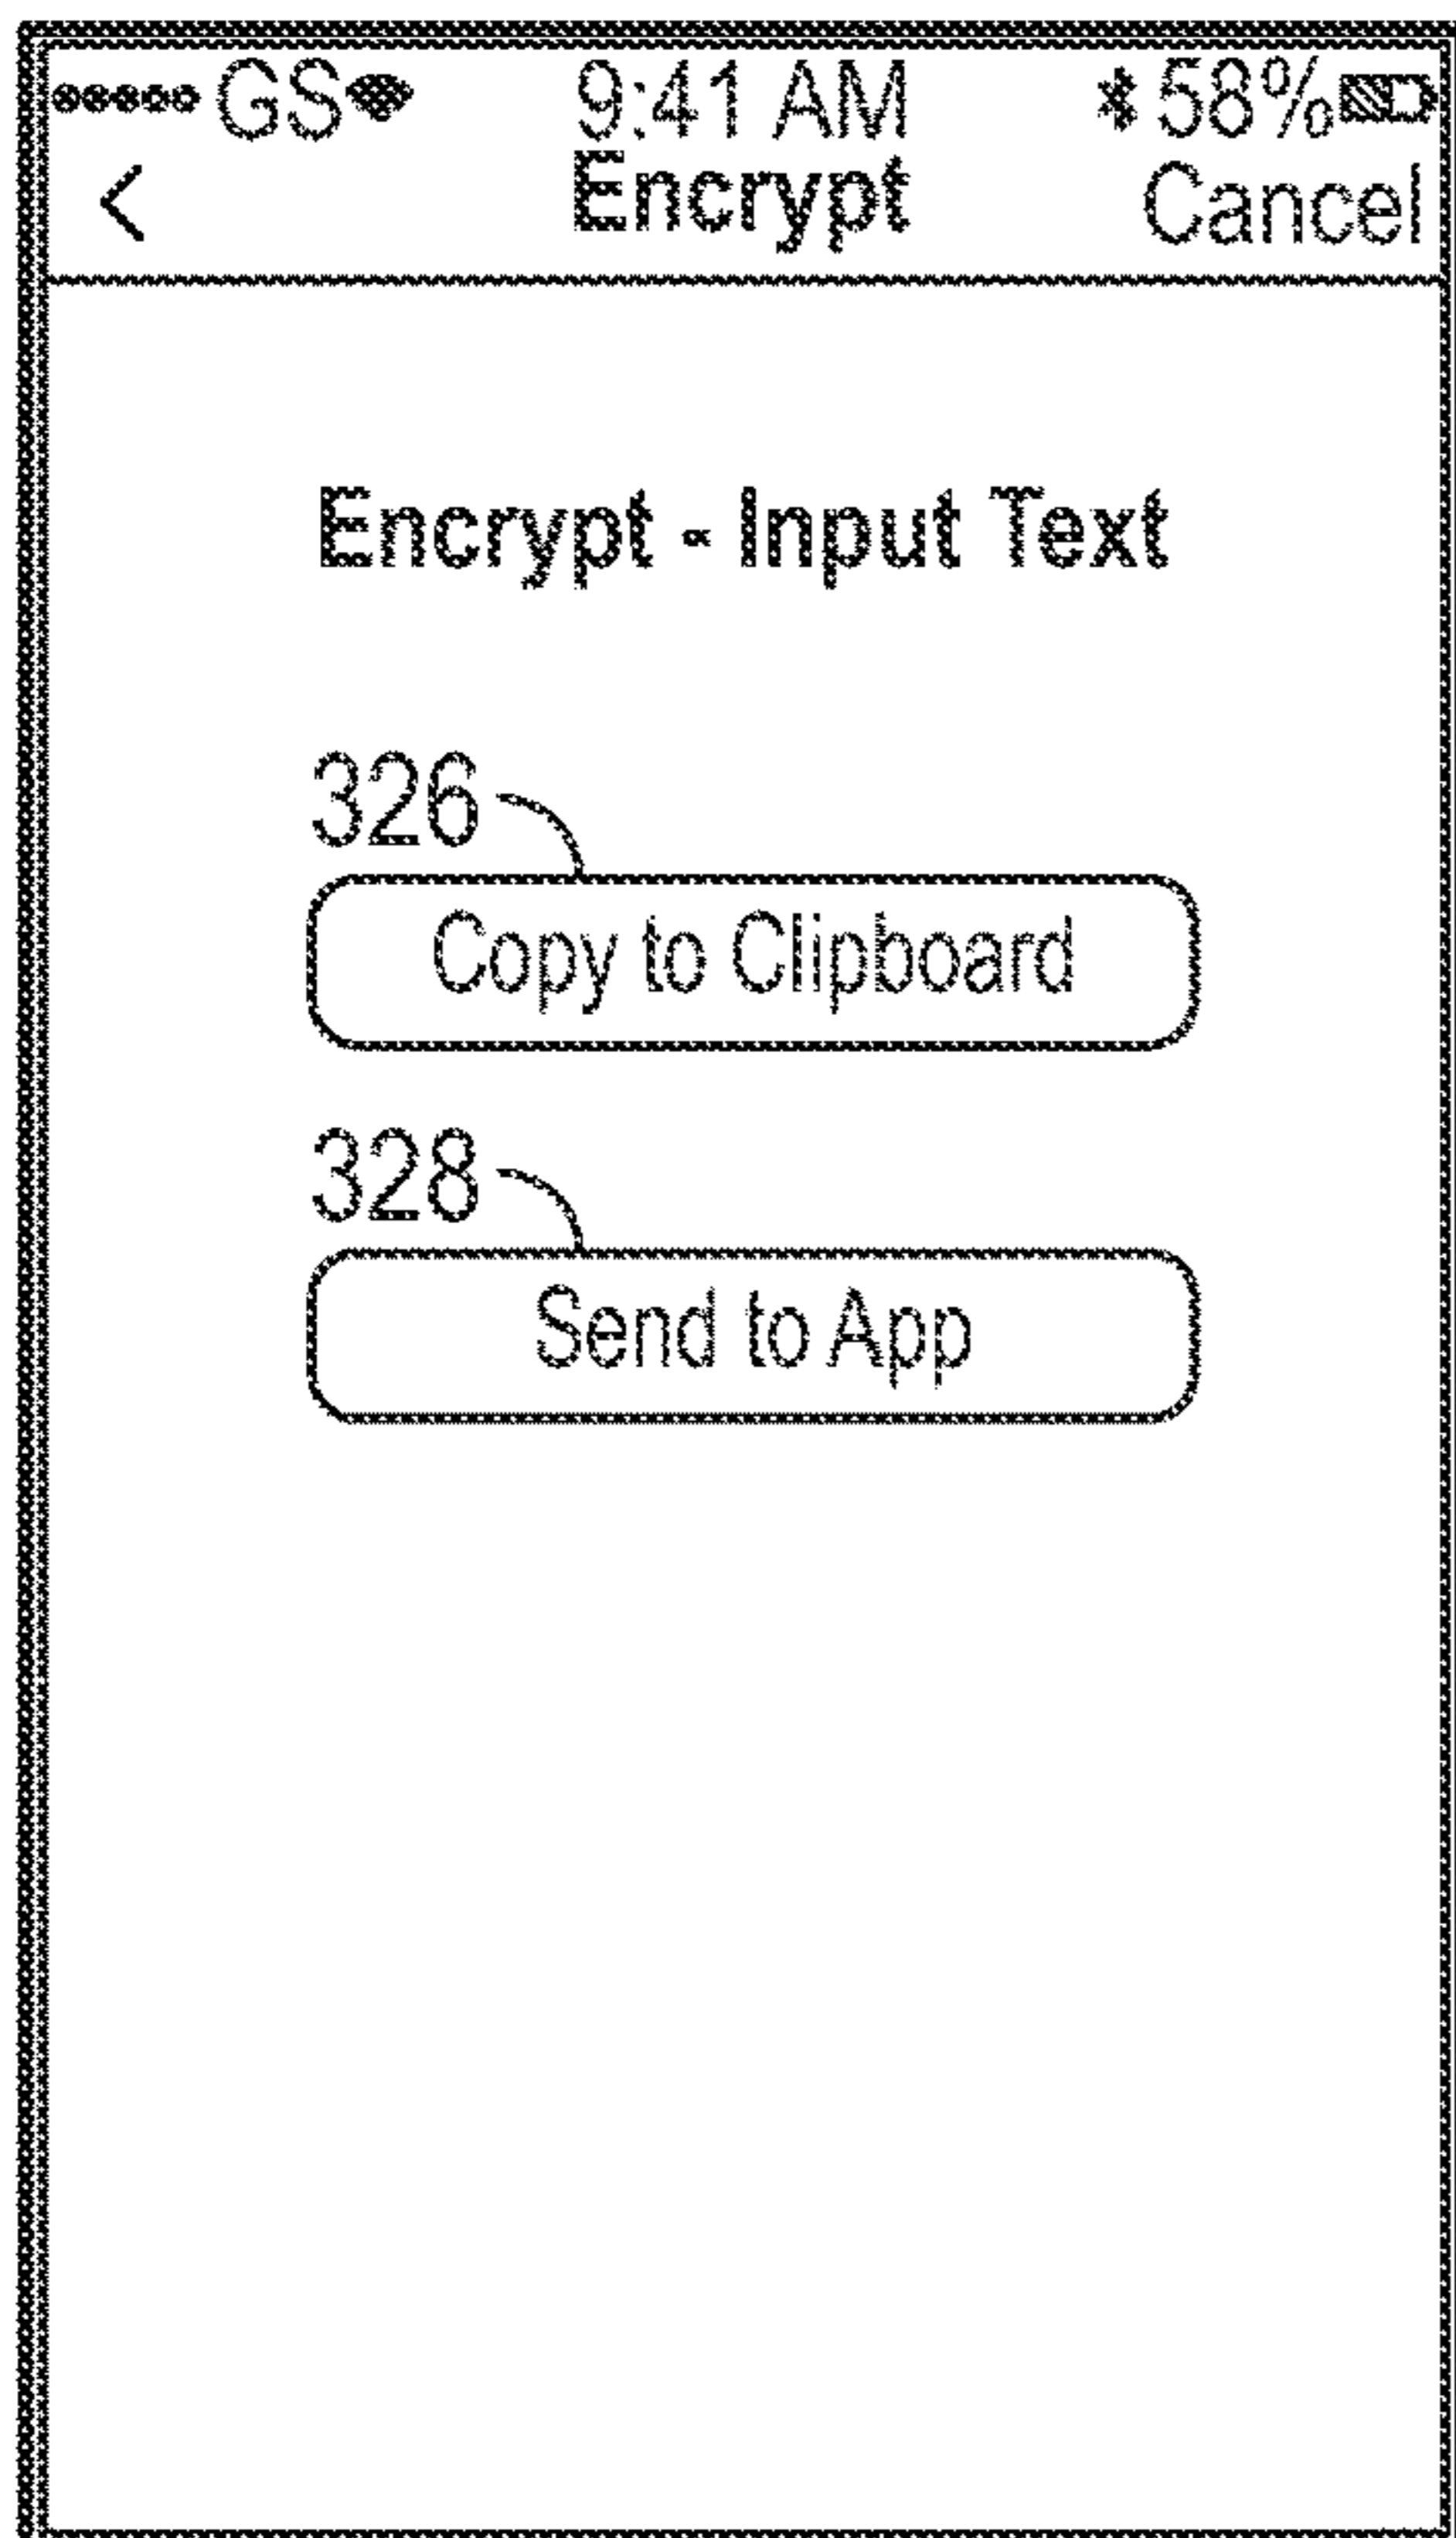 GS 9:41 AM 58%
< Encrypt Cancel
Encrypt - Input Text
326
Copy to Clipboard
328
Send to App